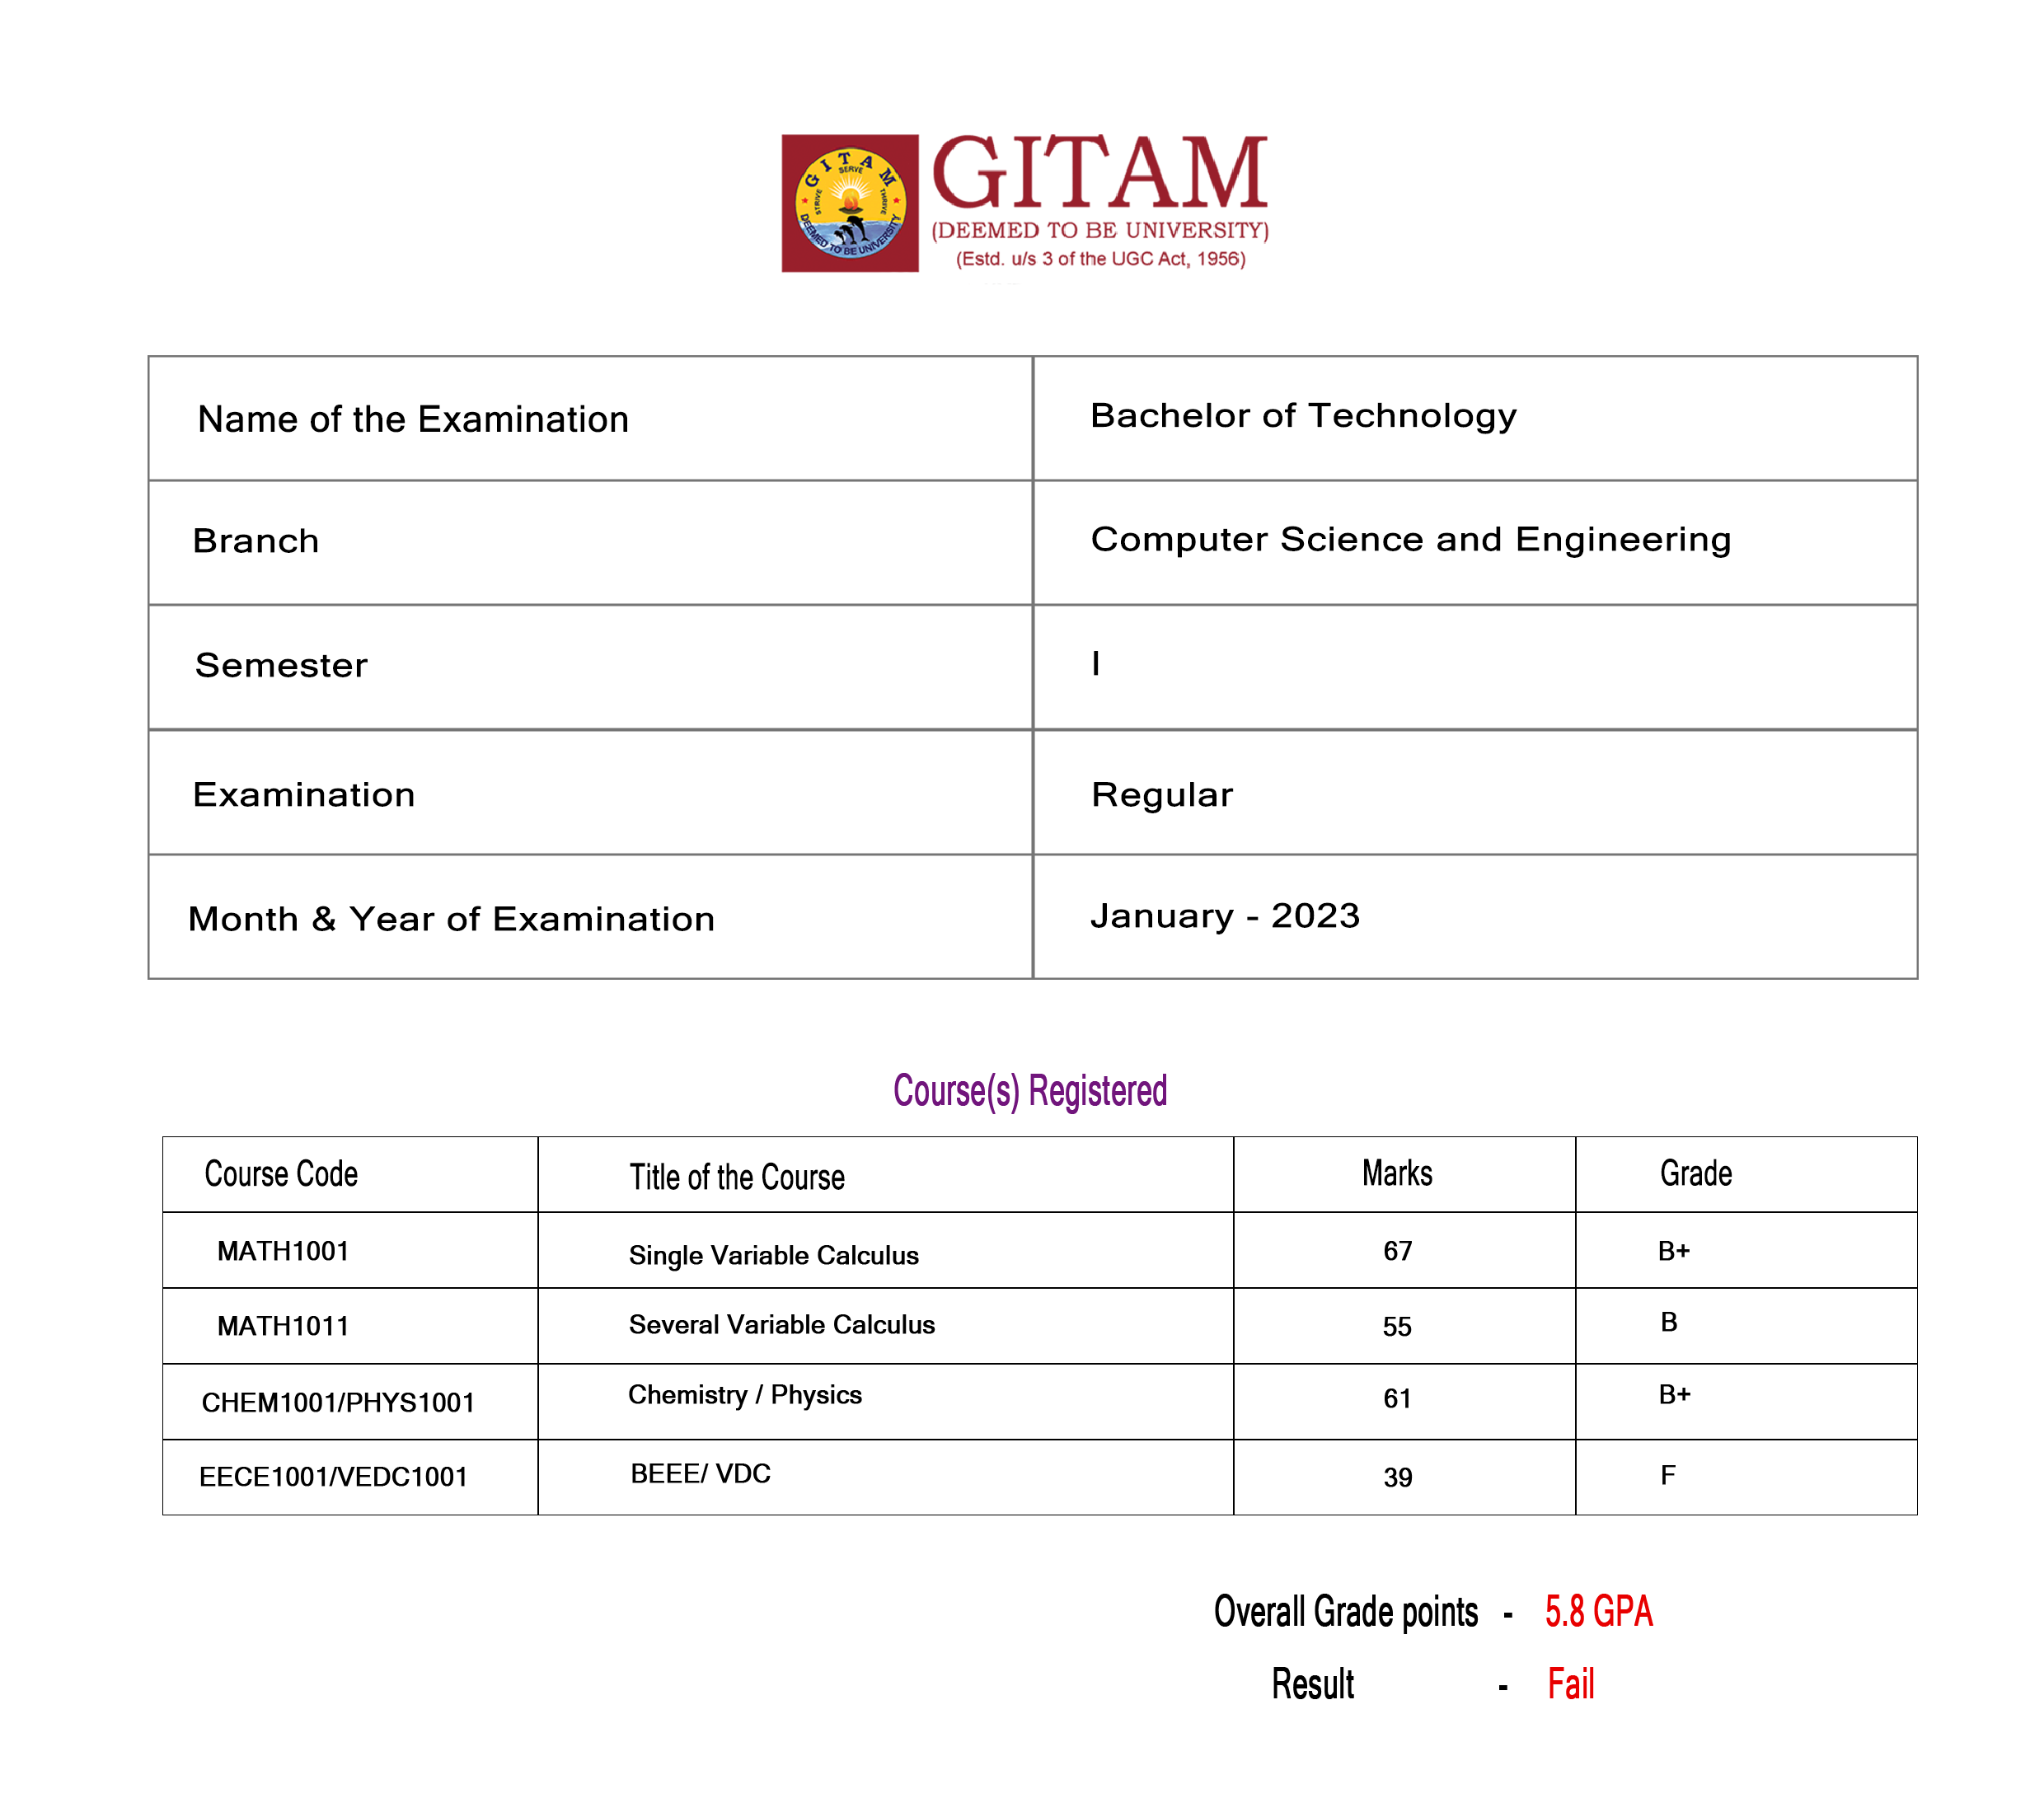 GITAM
SERVE
STRIVE
THRIVE
DEEMED TO BE UNIVERSITY
GITAM
(DEEMED TO BE UNIVERSITY)
(Estd. u/s 3 of the UGC Act, 1956)
Name of the Examination Bachelor of Technology
Branch Computer Science and Engineering
Semester I
Examination Regular
Month & Year of Examination January - 2023
Course(s) Registered
Course Code Title of the Course Marks Grade
MATH1001 Single Variable Calculus 67 B+
MATH1011 Several Variable Calculus 55 B
CHEM1001/PHYS1001 Chemistry / Physics 61 B+
EECE1001/VEDC1001 BEEE/ VDC 39 F
Overall Grade points - 5.8 GPA
Result - Fail